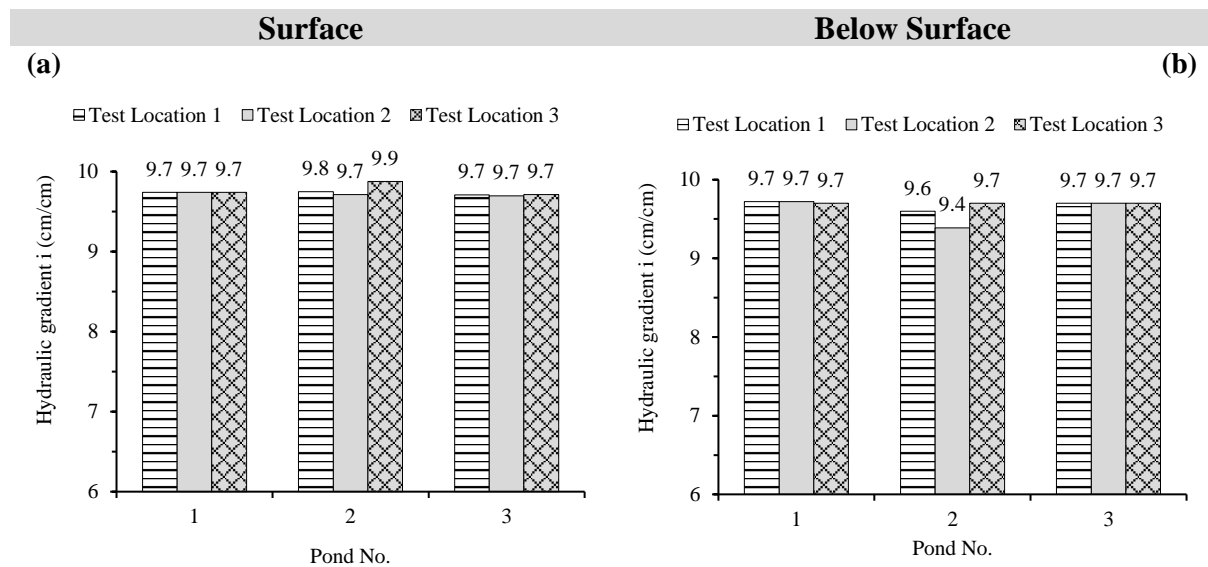 Surface
Below Surface
(a)
(b)
Test Location 1 Test Location 2 Test Location 3
9.7 9.7 9.7 9.8 9.7 9.9 9.7 9.7 9.7
10
9
8
7
6
Hydraulic gradient i (cm/cm)
1 2 3
Pond No.
Test Location 1 Test Location 2 Test Location 3
9.7 9.7 9.7 9.6 9.4 9.7 9.7 9.7 9.7
10
9
8
7
6
Hydraulic gradient i (cm/cm)
1 2 3
Pond No.